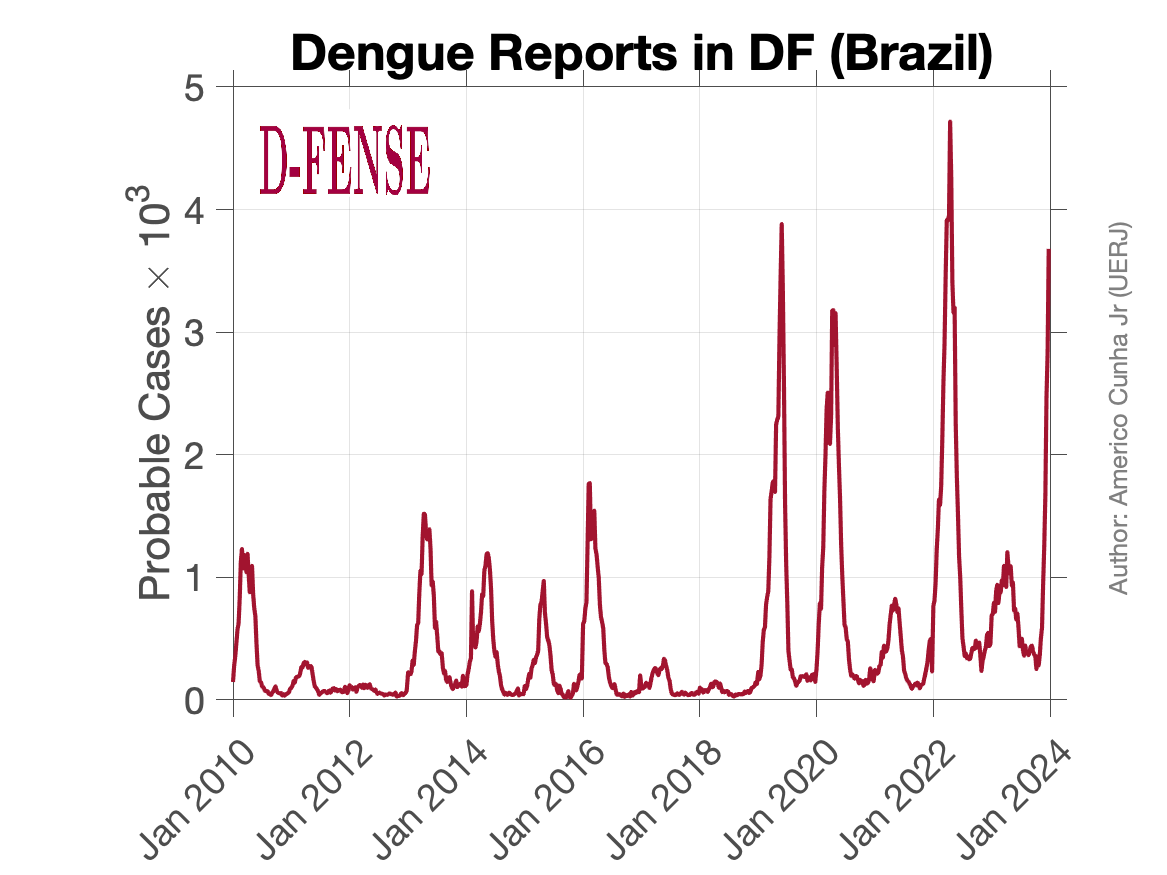 Dengue Reports in DF (Brazil)
D-FENSE
Probable Cases × 10³
5
4
3
2
1
0
Jan 2010
Jan 2012
Jan 2014
Jan 2016
Jan 2018
Jan 2020
Jan 2022
Jan 2024
Author: Americo Cunha Jr (UERJ)